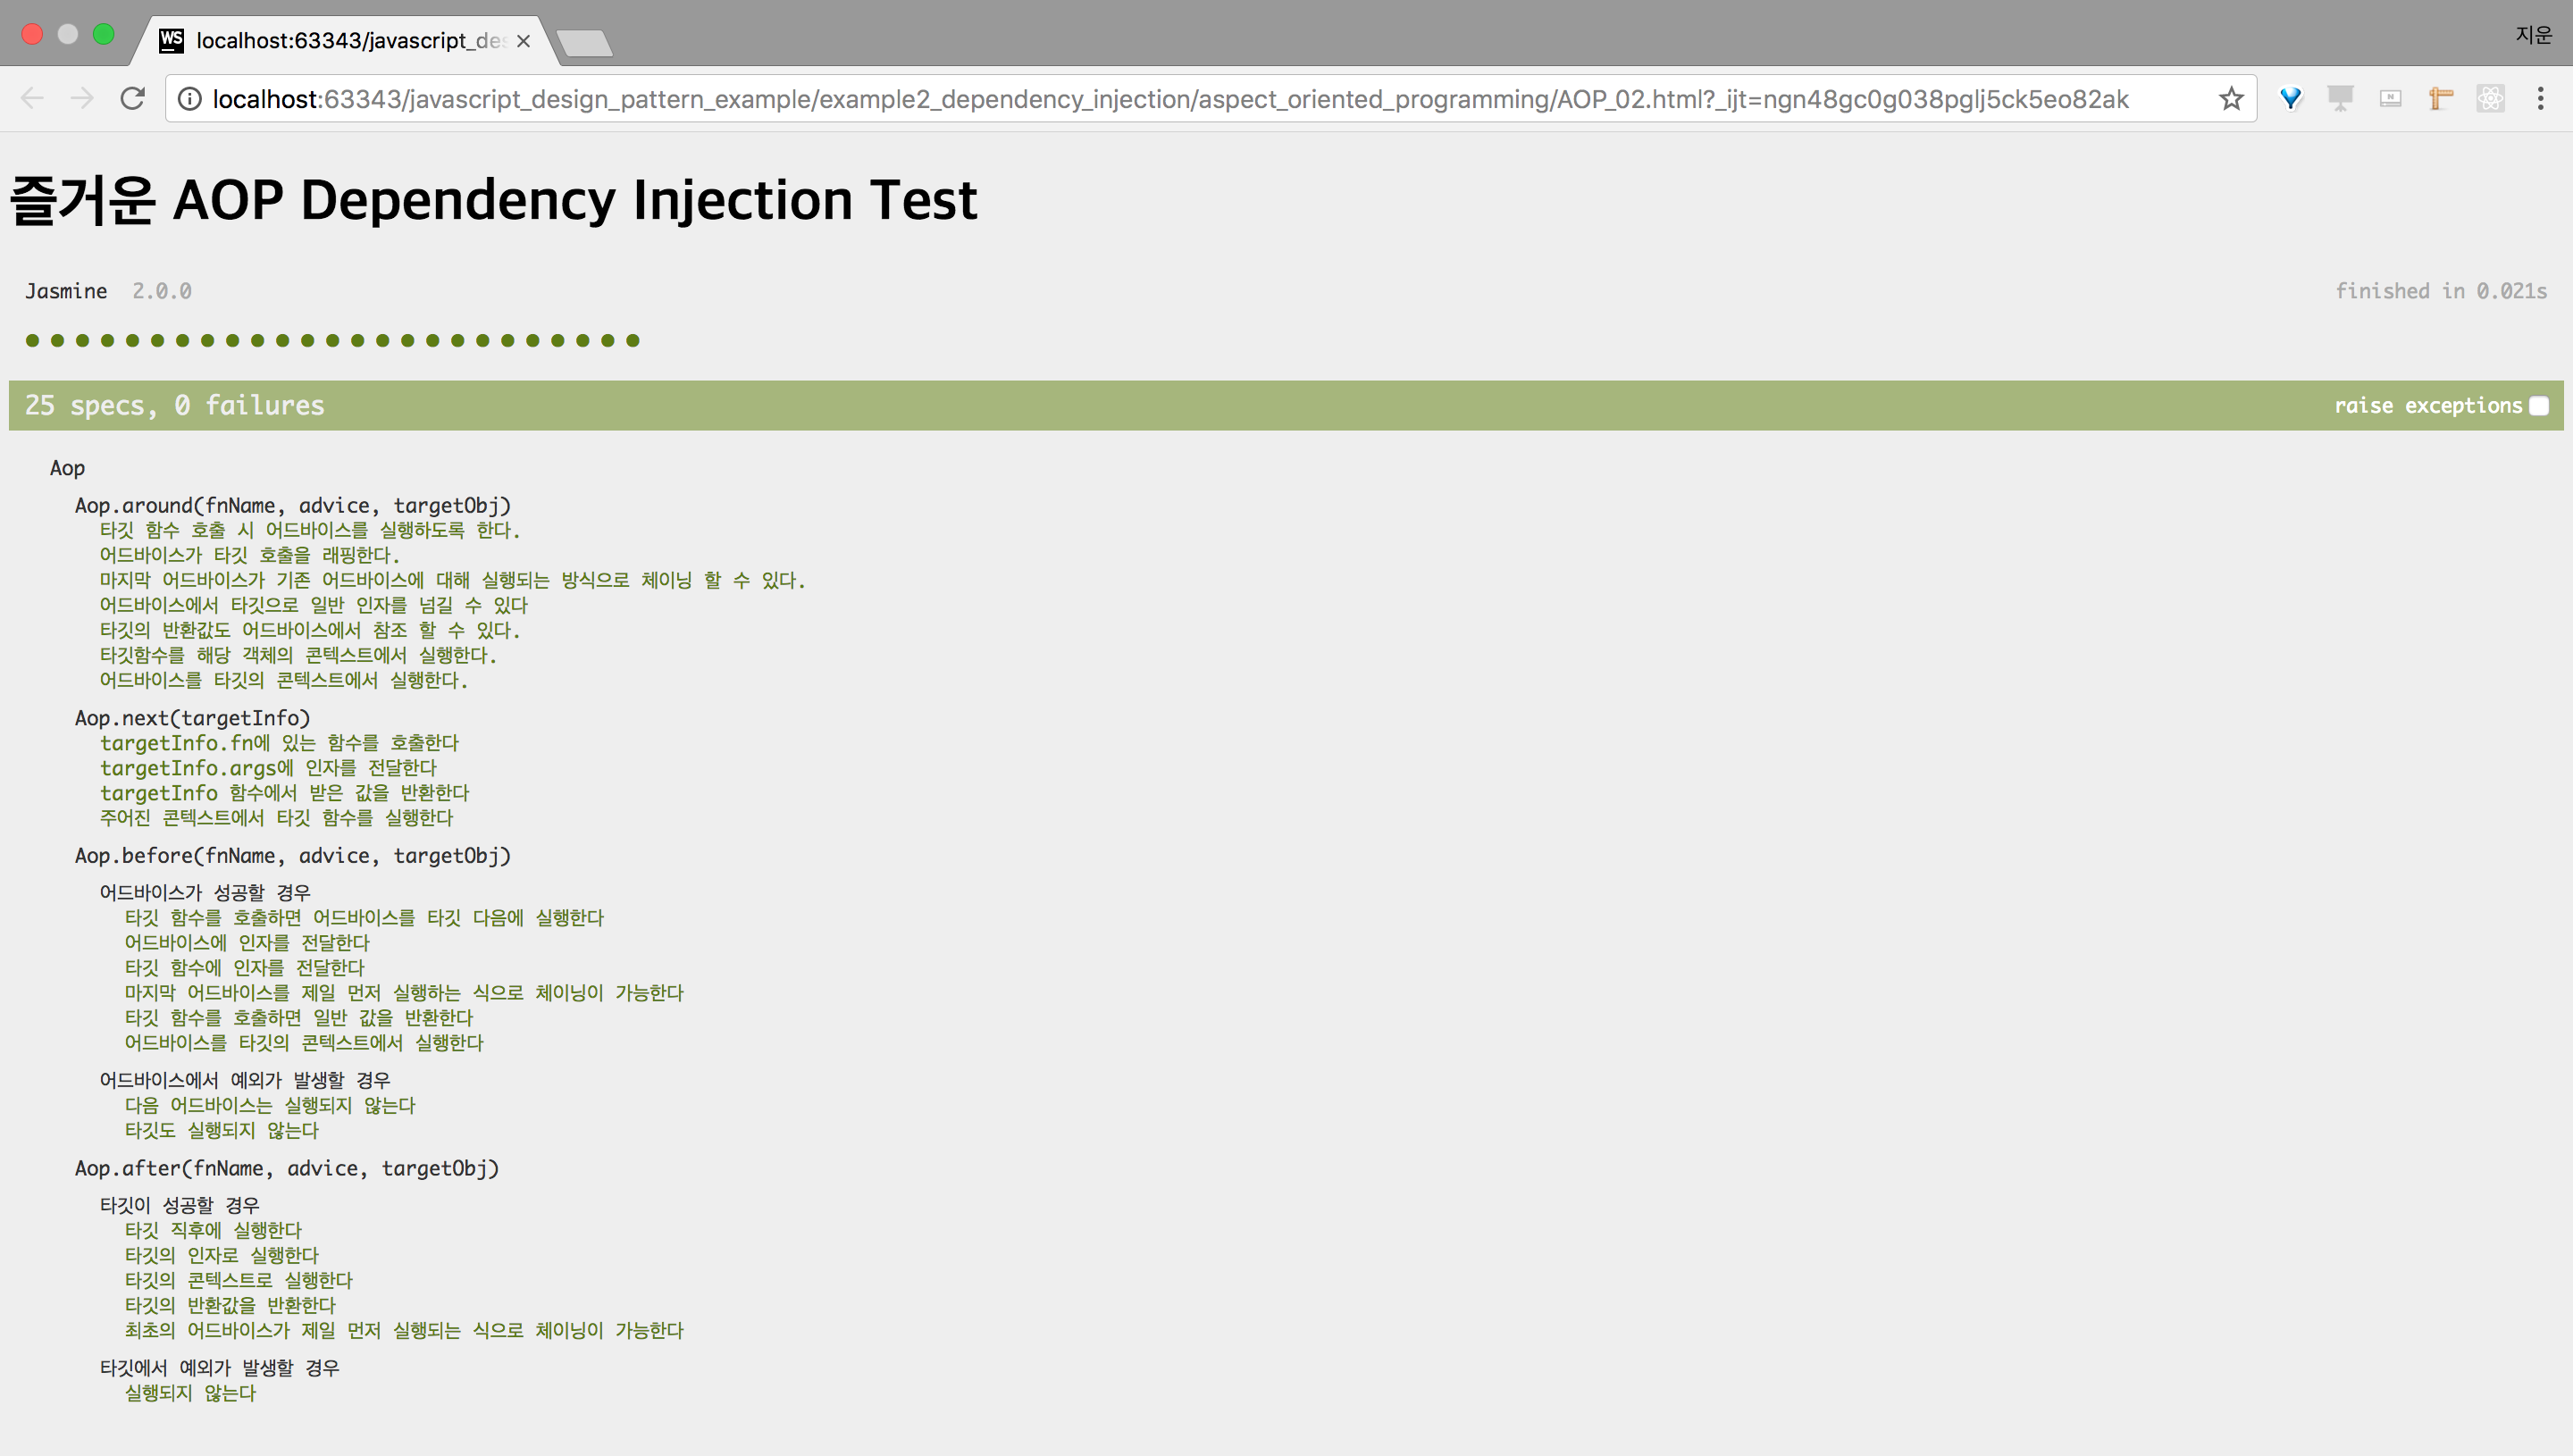 localhost:63343/javascript_des
지운
localhost:63343/javascript_design_pattern_example/example2_dependency_injection/aspect_oriented_programming/AOP_02.html?_ijt=ngn48gc0g038pglj5ck5eo82ak
즐거운 AOP Dependency Injection Test
Jasmine 2.0.0
finished in 0.021s
25 specs, 0 failures
raise exceptions
Aop
Aop.around(fnName, advice, targetObj)
타깃 함수 호출 시 어드바이스를 실행하도록 한다.
어드바이스가 타깃 호출을 래핑한다.
마지막 어드바이스가 기존 어드바이스에 대해 실행되는 방식으로 체이닝 할 수 있다.
어드바이스에서 타깃으로 일반 인자를 넘길 수 있다
타깃의 반환값도 어드바이스에서 참조 할 수 있다.
타깃함수를 해당 객체의 콘텍스트에서 실행한다.
어드바이스를 타깃의 콘텍스트에서 실행한다.
Aop.next(targetInfo)
targetInfo.fn에 있는 함수를 호출한다
targetInfo.args에 인자를 전달한다
targetInfo 함수에서 받은 값을 반환한다
주어진 콘텍스트에서 타깃 함수를 실행한다
Aop.before(fnName, advice, targetObj)
어드바이스가 성공할 경우
타깃 함수를 호출하면 어드바이스를 타깃 다음에 실행한다
어드바이스에 인자를 전달한다
타깃 함수에 인자를 전달한다
마지막 어드바이스를 제일 먼저 실행하는 식으로 체이닝이 가능한다
타깃 함수를 호출하면 일반 값을 반환한다
어드바이스를 타깃의 콘텍스트에서 실행한다
어드바이스에서 예외가 발생할 경우
다음 어드바이스는 실행되지 않는다
타깃도 실행되지 않는다
Aop.after(fnName, advice, targetObj)
타깃이 성공할 경우
타깃 직후에 실행한다
타깃의 인자로 실행한다
타깃의 콘텍스트로 실행한다
타깃의 반환값을 반환한다
최초의 어드바이스가 제일 먼저 실행되는 식으로 체이닝이 가능한다
타깃에서 예외가 발생할 경우
실행되지 않는다